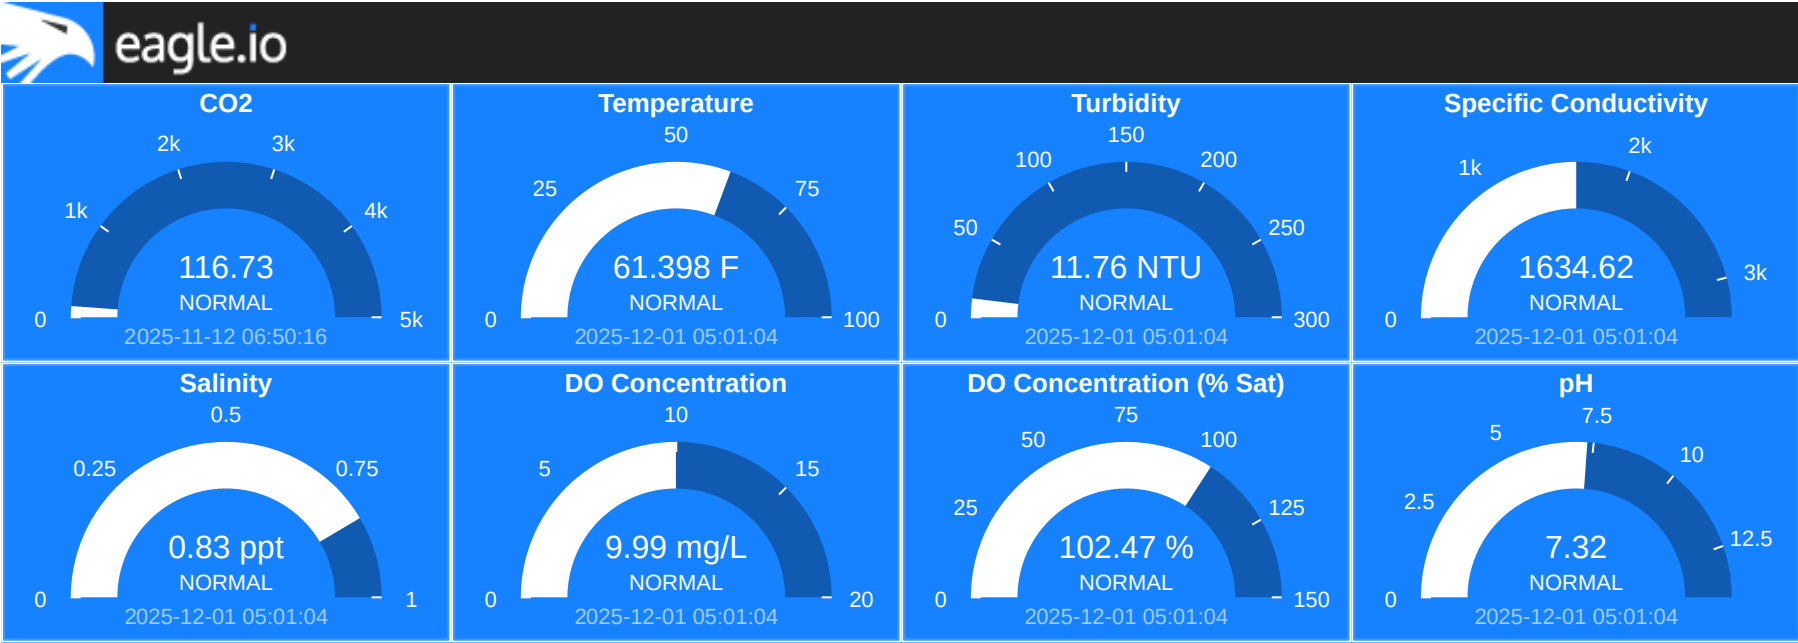 eagle.io
CO2
2k 3k
1k 4k
116.73
NORMAL
0 5k
2025-11-12 06:50:16
Temperature
50
25 75
61.398 F
NORMAL
0 100
2025-12-01 05:01:04
Turbidity
150
100 200
50 250
11.76 NTU
NORMAL
0 300
2025-12-01 05:01:04
Specific Conductivity
2k
1k
1634.62
3k
NORMAL
0
2025-12-01 05:01:04
Salinity
0.5
0.25 0.75
0.83 ppt
NORMAL
0 1
2025-12-01 05:01:04
DO Concentration
10
5 15
9.99 mg/L
NORMAL
0 20
2025-12-01 05:01:04
DO Concentration (% Sat)
75
50 100
25 125
102.47 %
NORMAL
0 150
2025-12-01 05:01:04
pH
7.5
5
10
2.5
12.5
7.32
NORMAL
0
2025-12-01 05:01:04